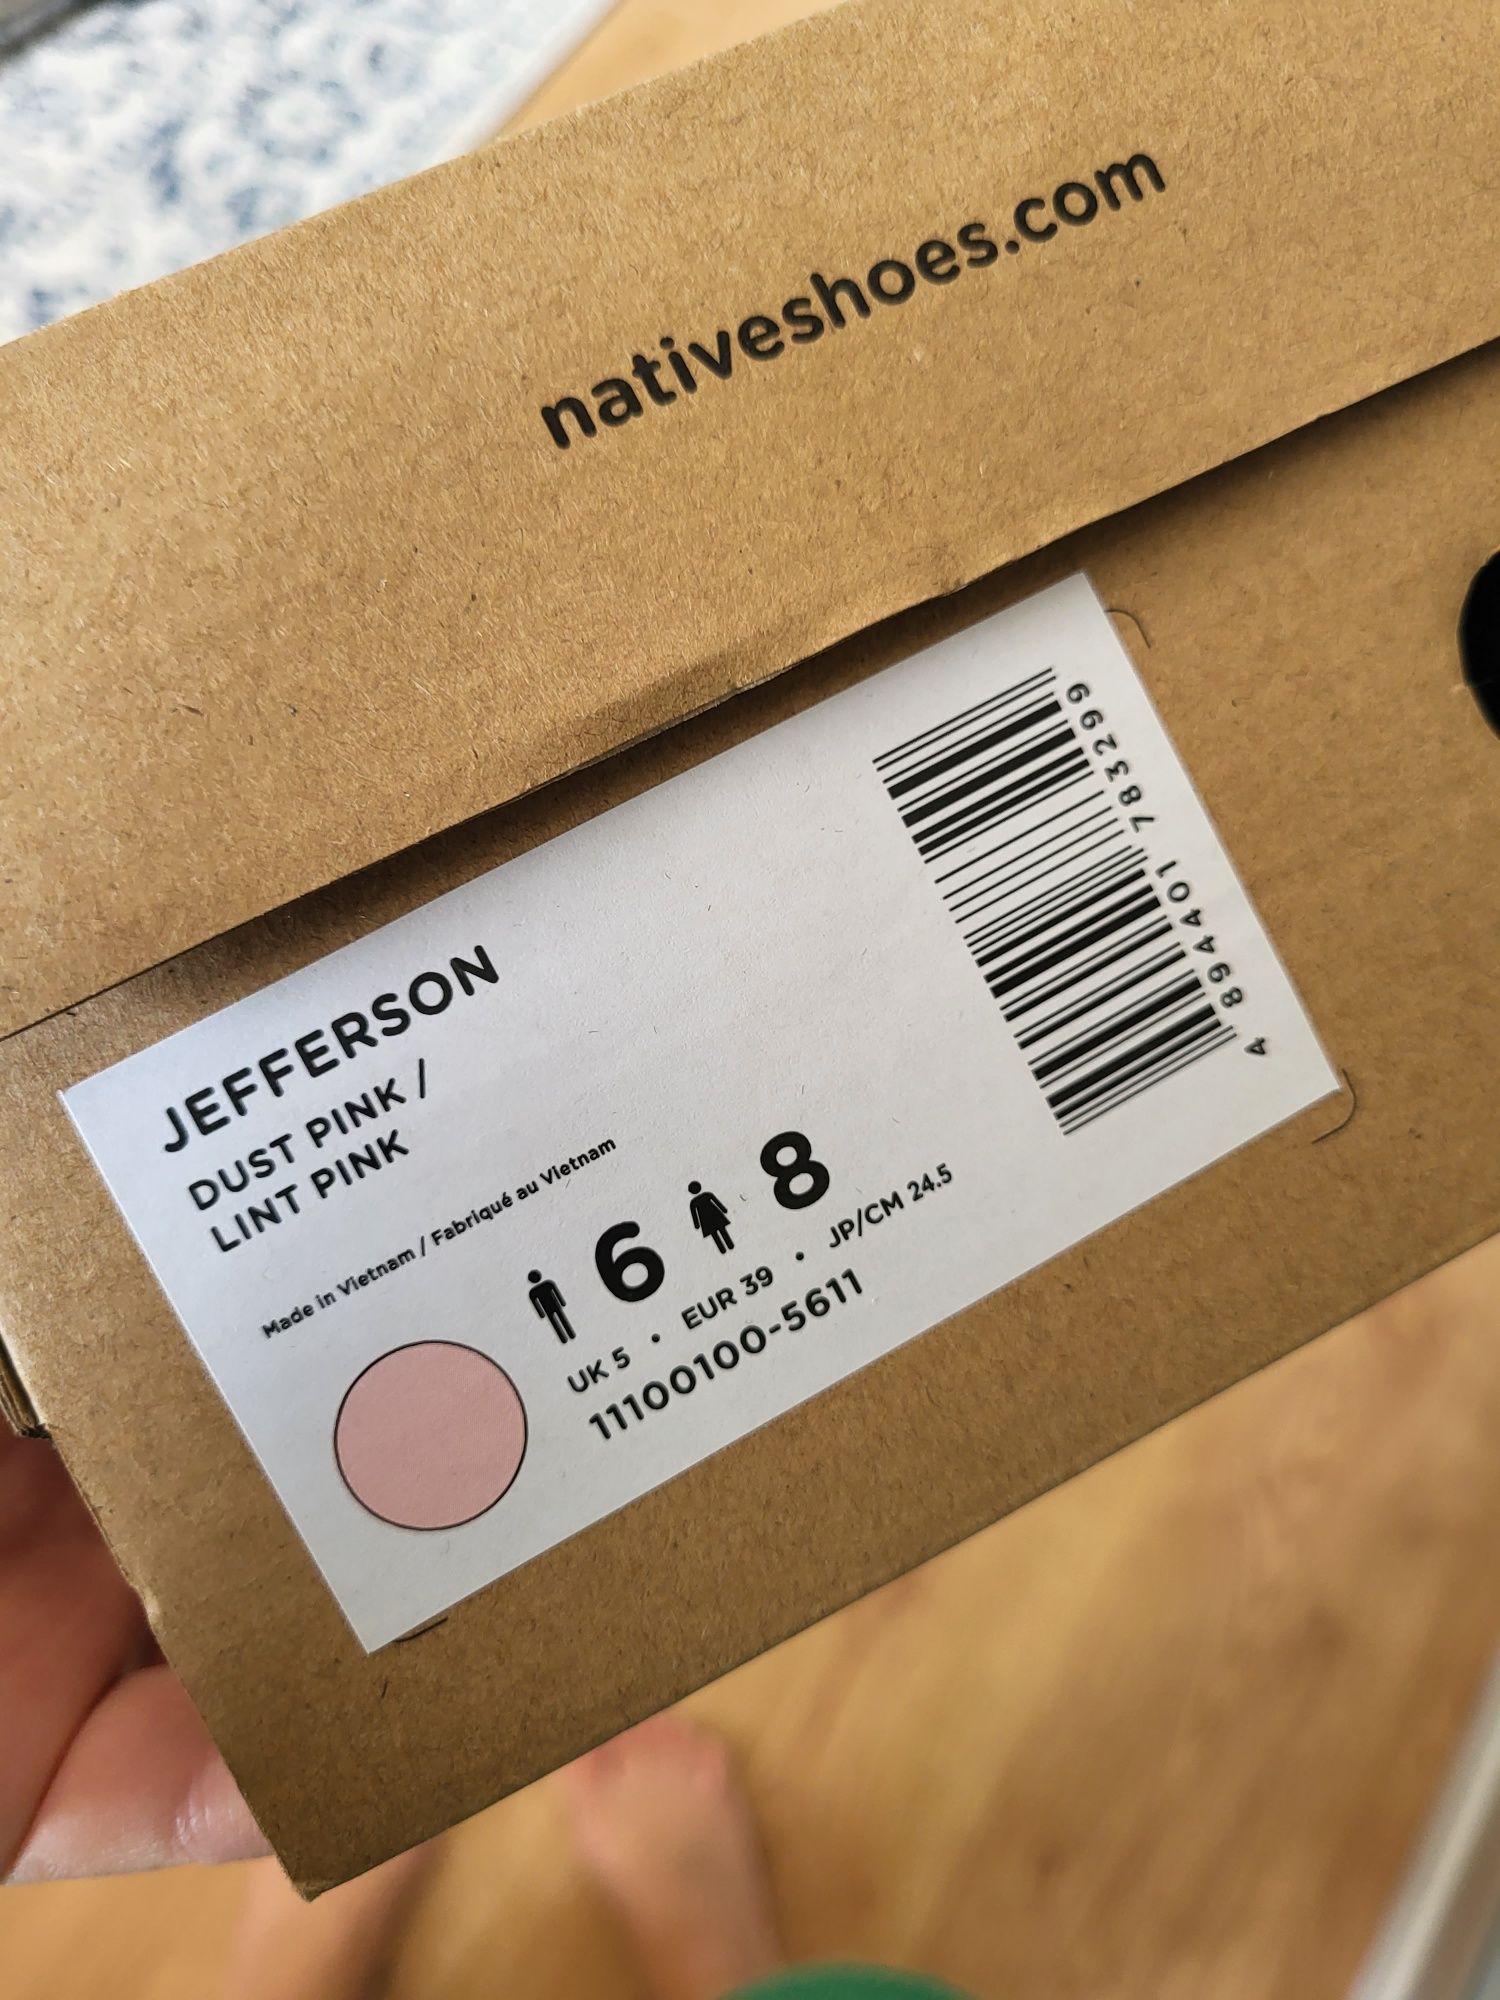 nativeshoes.com
JEFFERSON
DUST PINK /
LINT PINK
Made in Vietnam / Fabriqué au Vietnam
6 8
UK 5 • EUR 39 • JP/CM 24.5
11100100-5611
4 894401 783299